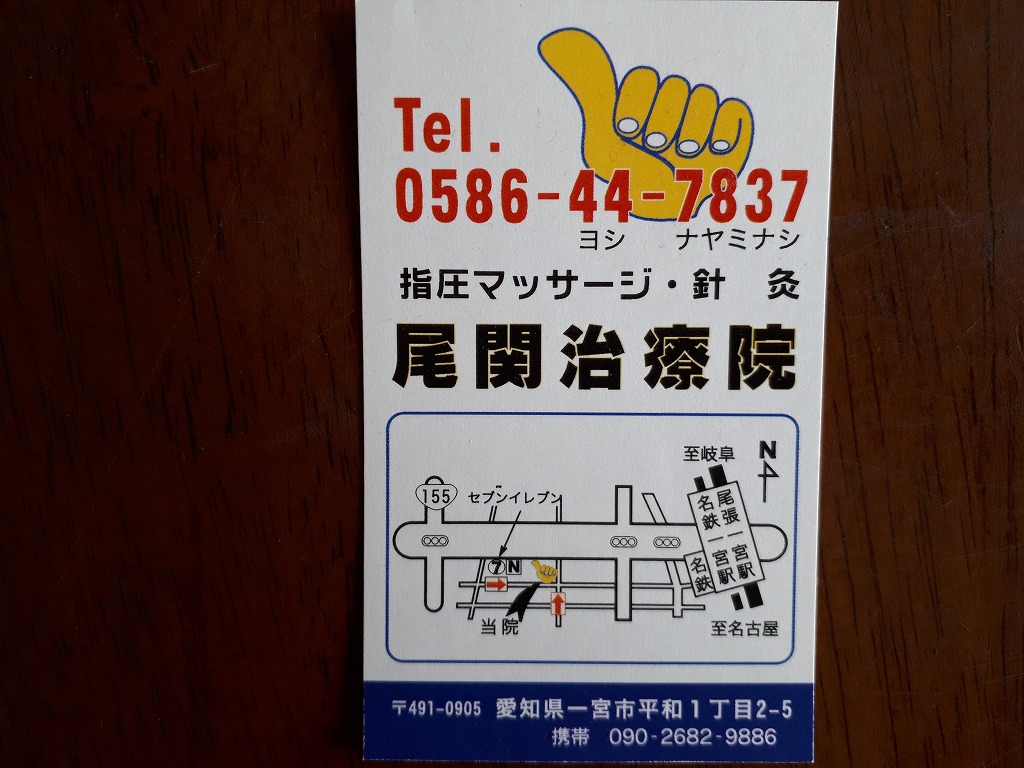 Tel.
0586-44-7837
ヨシ ナヤミナシ
指圧マッサージ・針 灸
尾関治療院
至岐阜
N
155
セブンイレブン
名鉄一宮駅
尾張一宮駅
名鉄
7 N
当院
至名古屋
〒491-0905 愛知県一宮市平和1丁目2-5
携帯 090-2682-9886